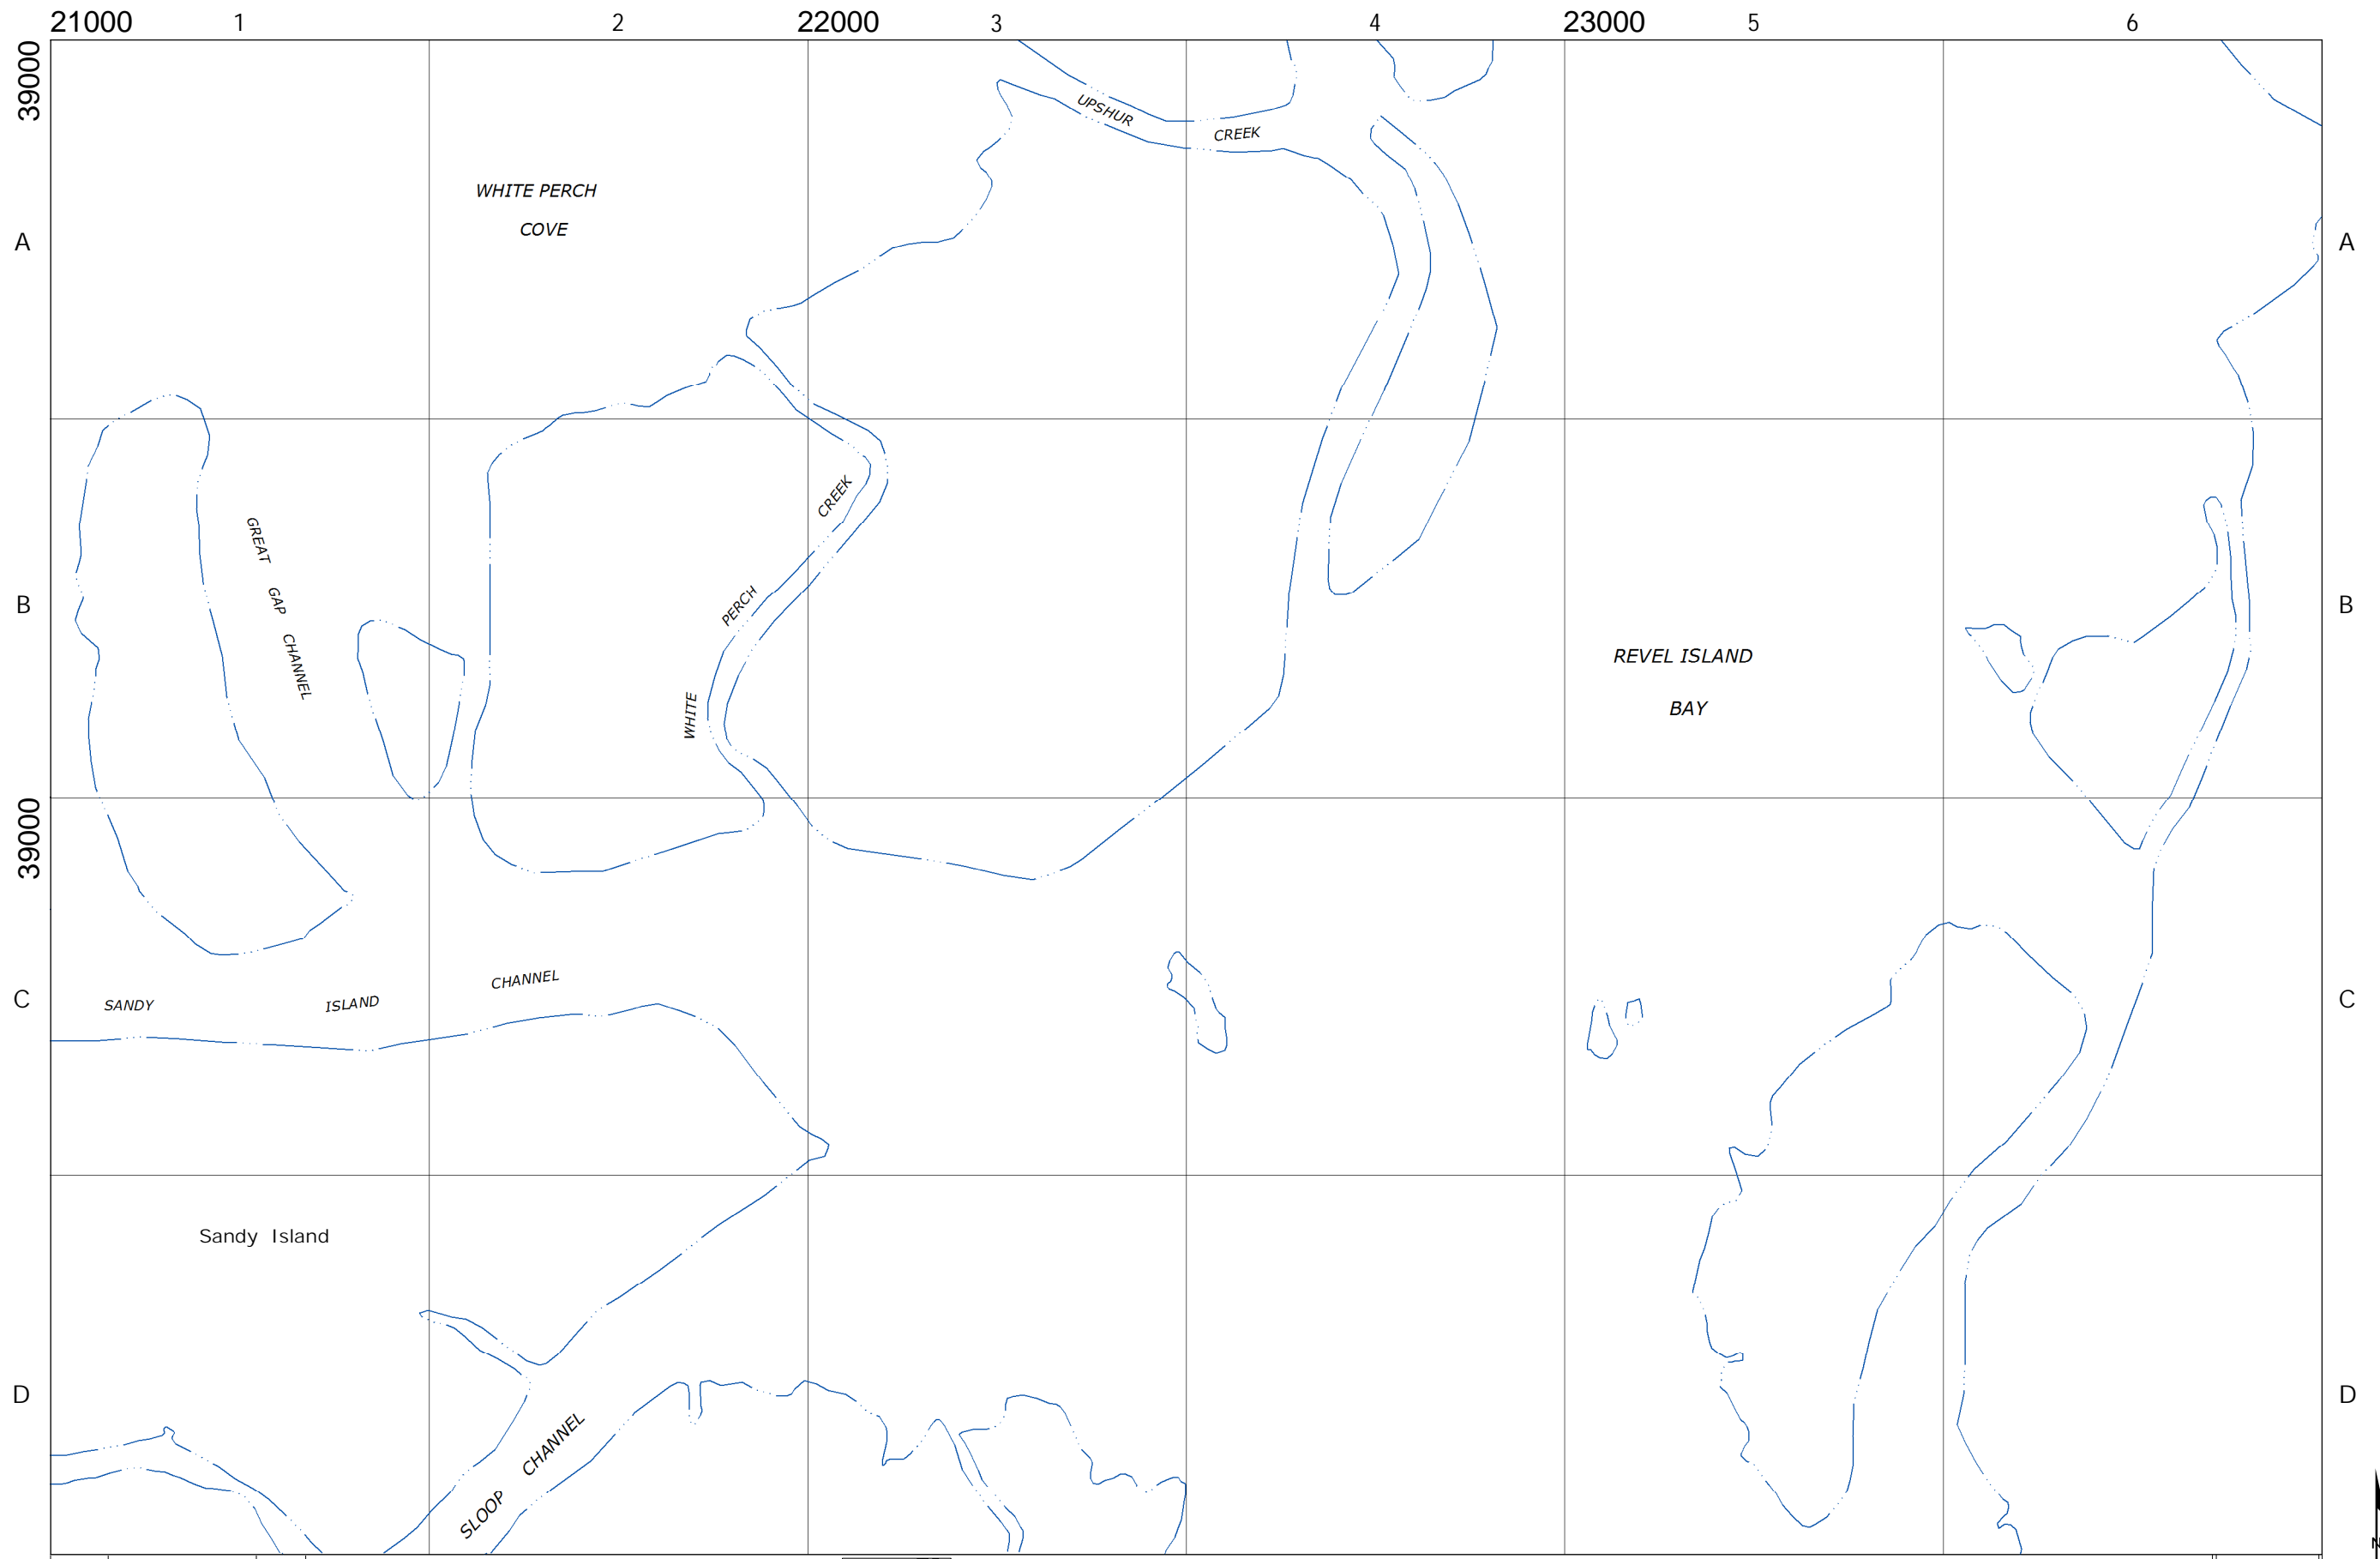 21000 1 2 22000 3 4 23000 5 6
39000
UPSHUR CREEK
WHITE PERCH
COVE
A A
GREAT GAP CHANNEL
WHITE PERCH CREEK
B B
REVEL ISLAND
BAY
39000
C C
SANDY ISLAND CHANNEL
Sandy Island
D D
SLOOP CHANNEL